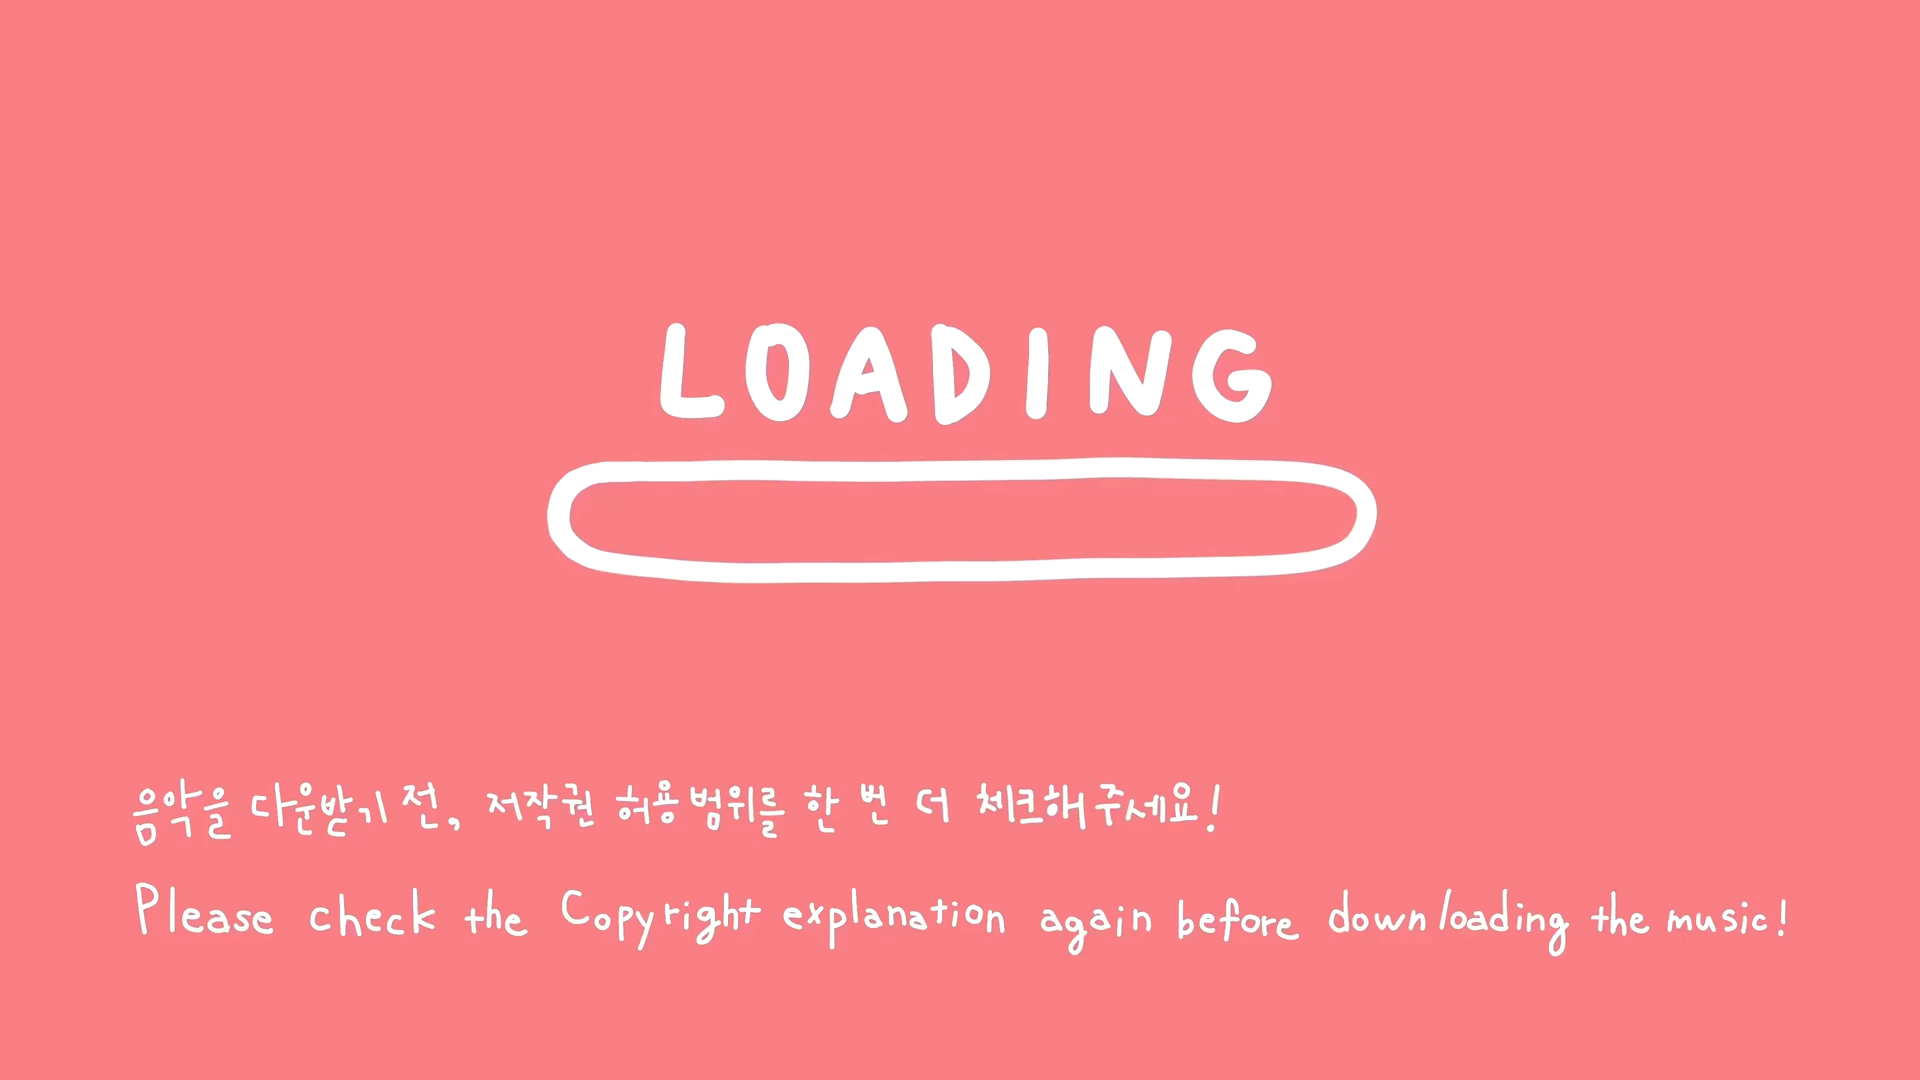 LOADING
음악을 다운받기 전, 저작권 허용범위를 한 번 더 체크해주세요!
Please check the Copyright explanation again before downloading the music!